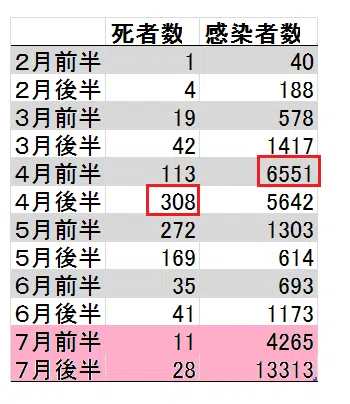 死者数 感染者数
２月前半 1 40
２月後半 4 188
３月前半 19 578
３月後半 42 1417
４月前半 113 6551
４月後半 308 5642
５月前半 272 1303
５月後半 169 614
６月前半 35 693
６月後半 41 1173
７月前半 11 4265
７月後半 28 13313